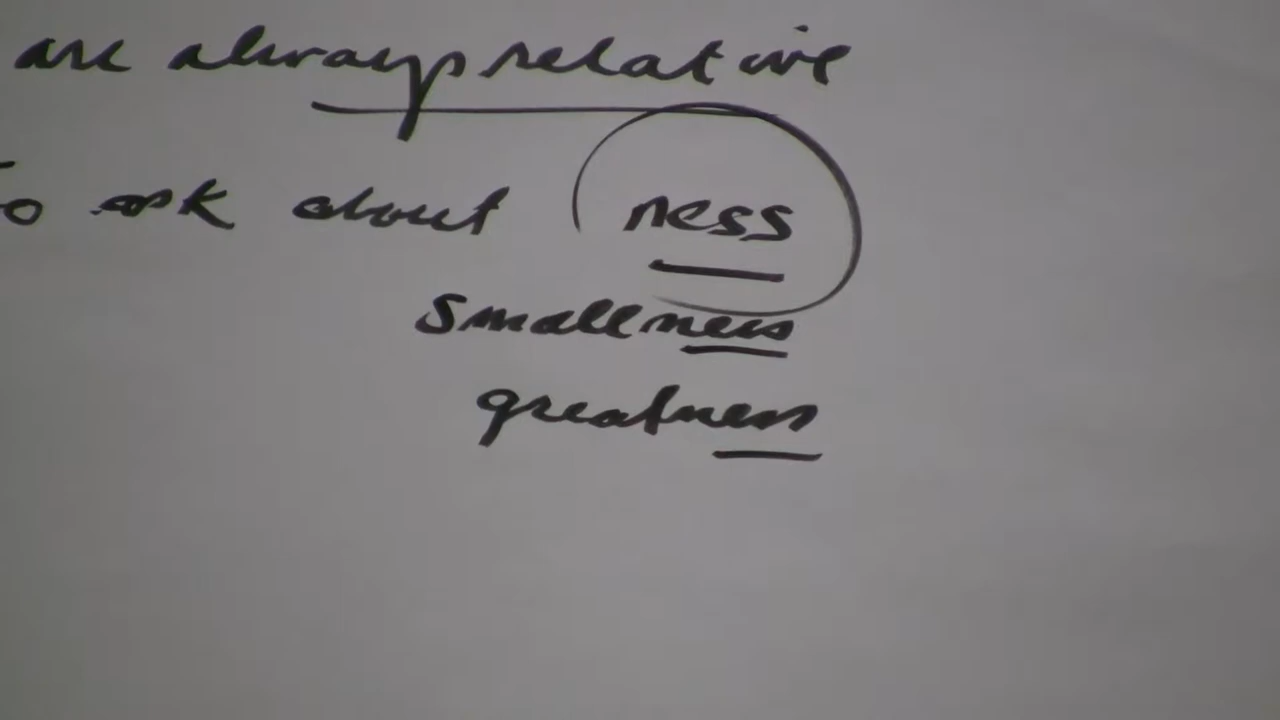 are always relative
to ask about ness
smallness
greatness